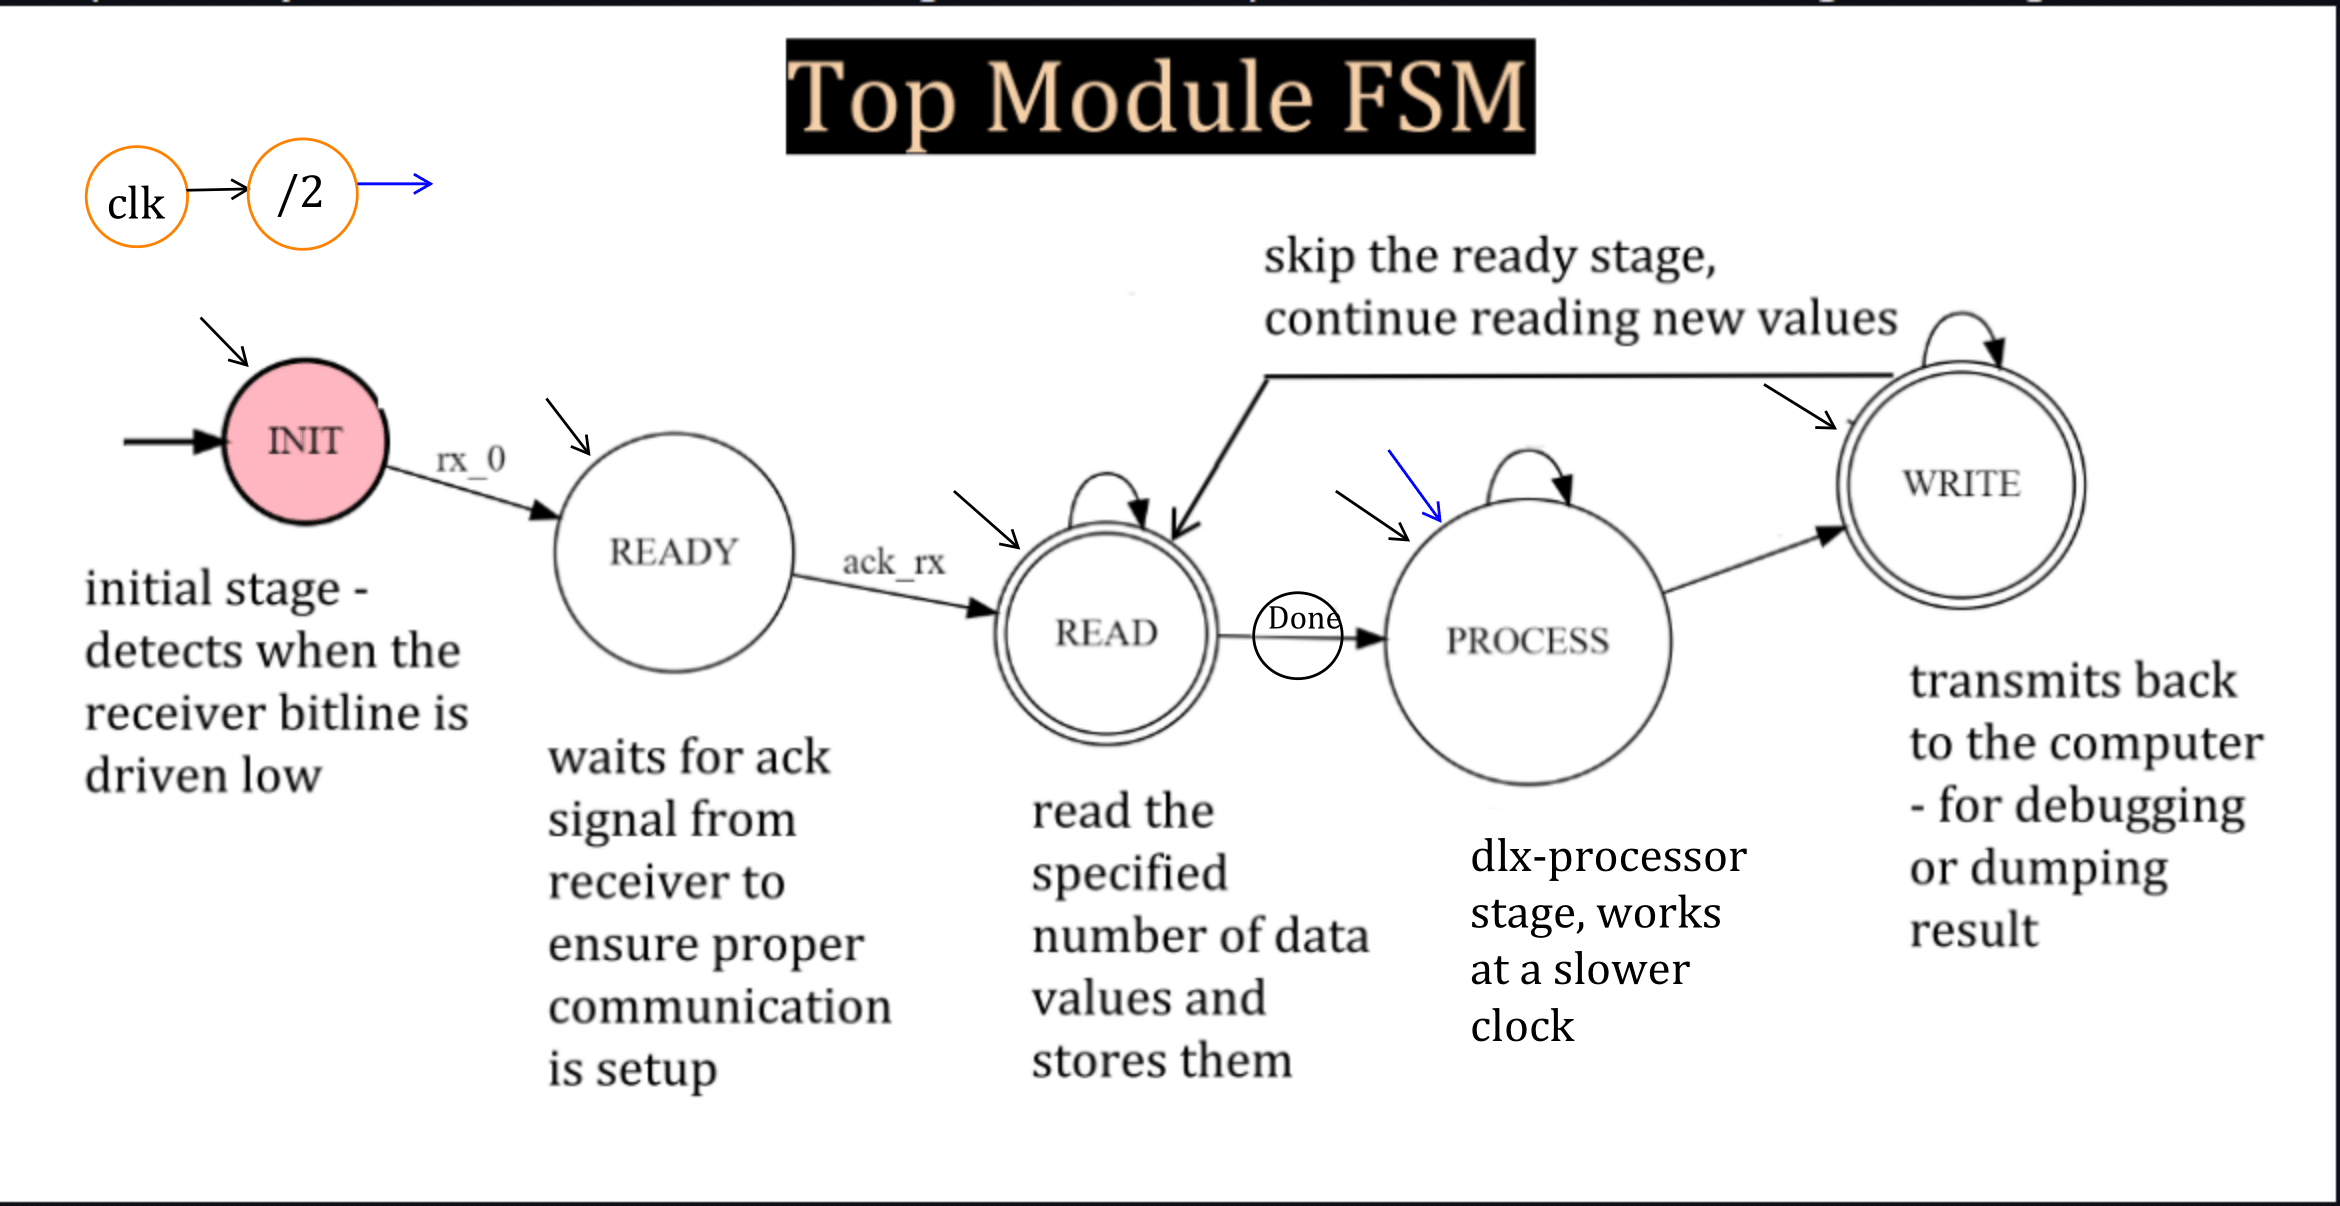 Top Module FSM
clk
/2
skip the ready stage,
continue reading new values
INIT
rx_0
READY
ack_rx
READ
Done
PROCESS
WRITE
initial stage -
detects when the
receiver bitline is
driven low
waits for ack
signal from
receiver to
ensure proper
communication
is setup
read the
specified
number of data
values and
stores them
dlx-processor
stage, works
at a slower
clock
transmits back
to the computer
- for debugging
or dumping
result